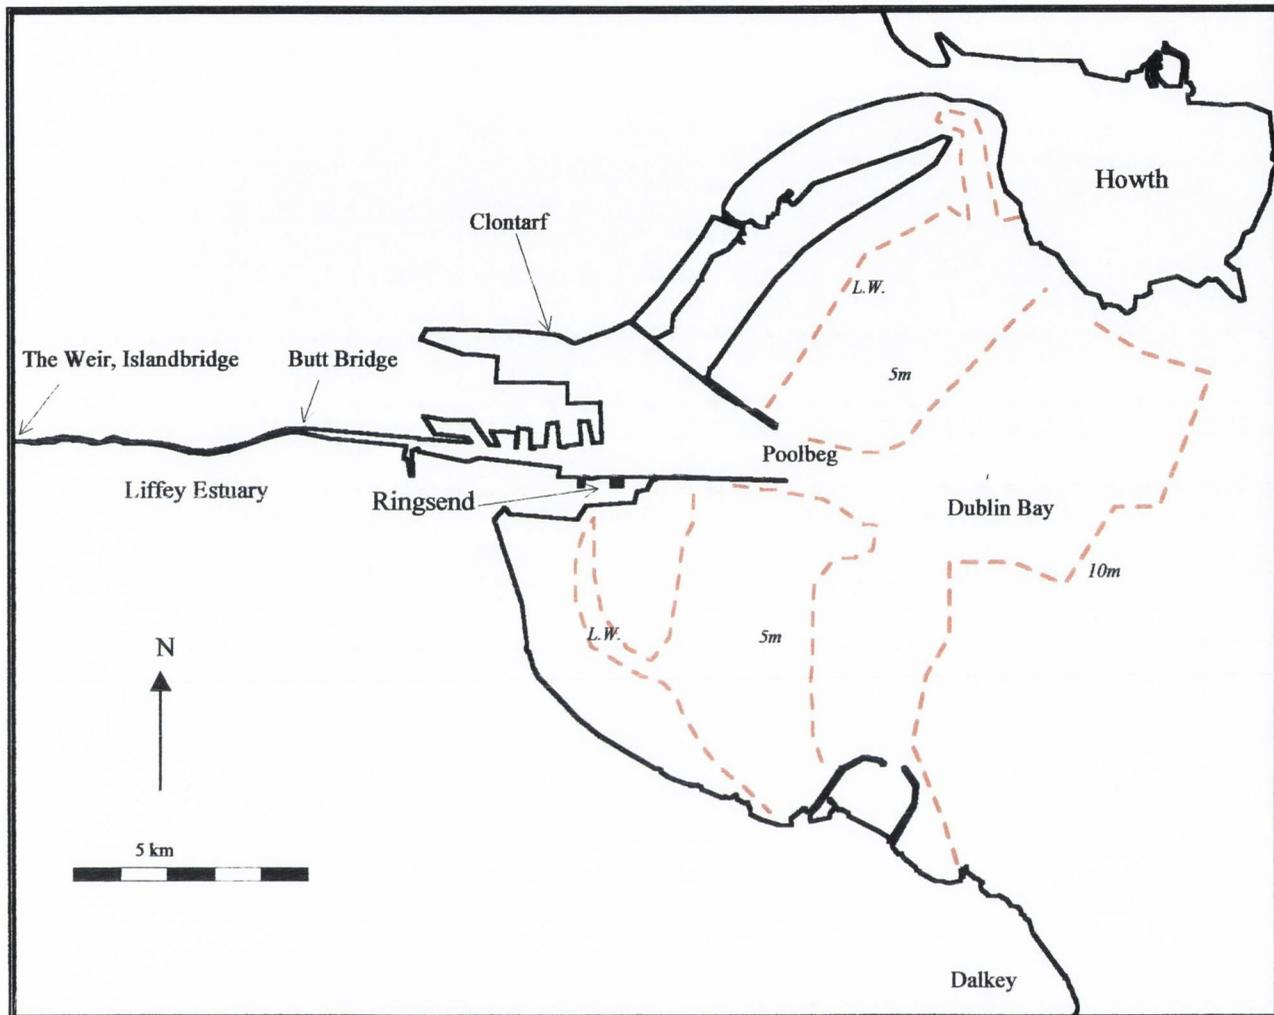 Howth
Clontarf
L.W.
The Weir, Islandbridge
Butt Bridge
5m
Poolbeg
Liffey Estuary
Ringsend
Dublin Bay
10m
L.W.
5m
N
5 km
Dalkey